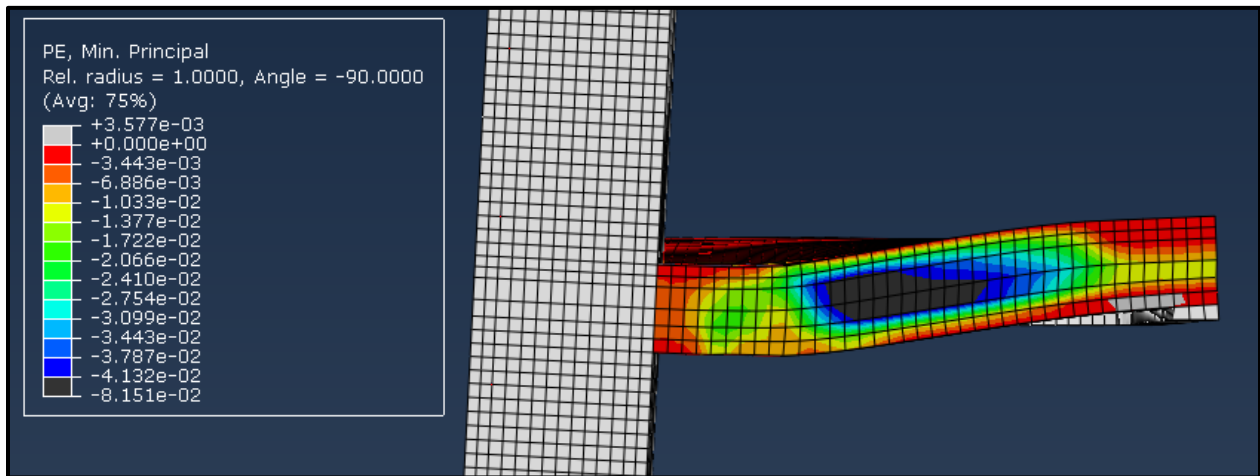 PE, Min. Principal
Rel. radius = 1.0000, Angle = -90.0000
(Avg: 75%)
+3.577e-03
+0.000e+00
-3.443e-03
-6.886e-03
-1.033e-02
-1.377e-02
-1.722e-02
-2.066e-02
-2.410e-02
-2.754e-02
-3.099e-02
-3.443e-02
-3.787e-02
-4.132e-02
-8.151e-02